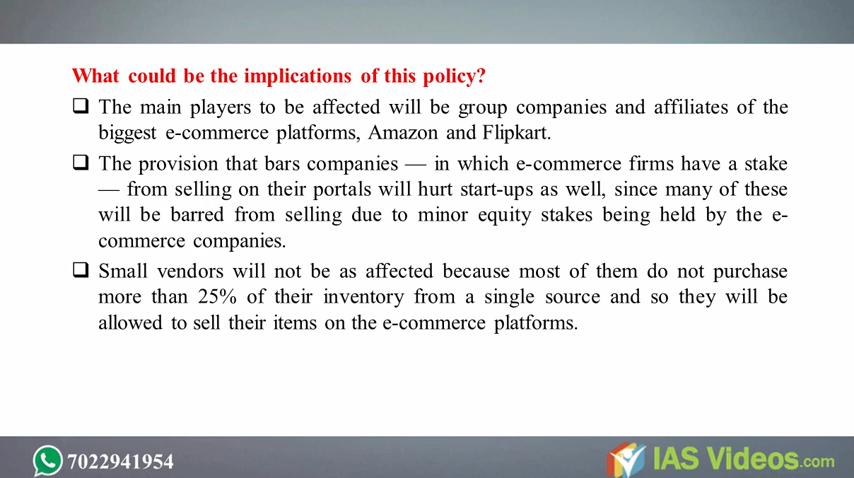 What could be the implications of this policy?
❑ The main players to be affected will be group companies and affiliates of the
biggest e-commerce platforms, Amazon and Flipkart.
❑ The provision that bars companies — in which e-commerce firms have a stake
— from selling on their portals will hurt start-ups as well, since many of these
will be barred from selling due to minor equity stakes being held by the e-
commerce companies.
❑ Small vendors will not be as affected because most of them do not purchase
more than 25% of their inventory from a single source and so they will be
allowed to sell their items on the e-commerce platforms.
7022941954
IAS Videos.com